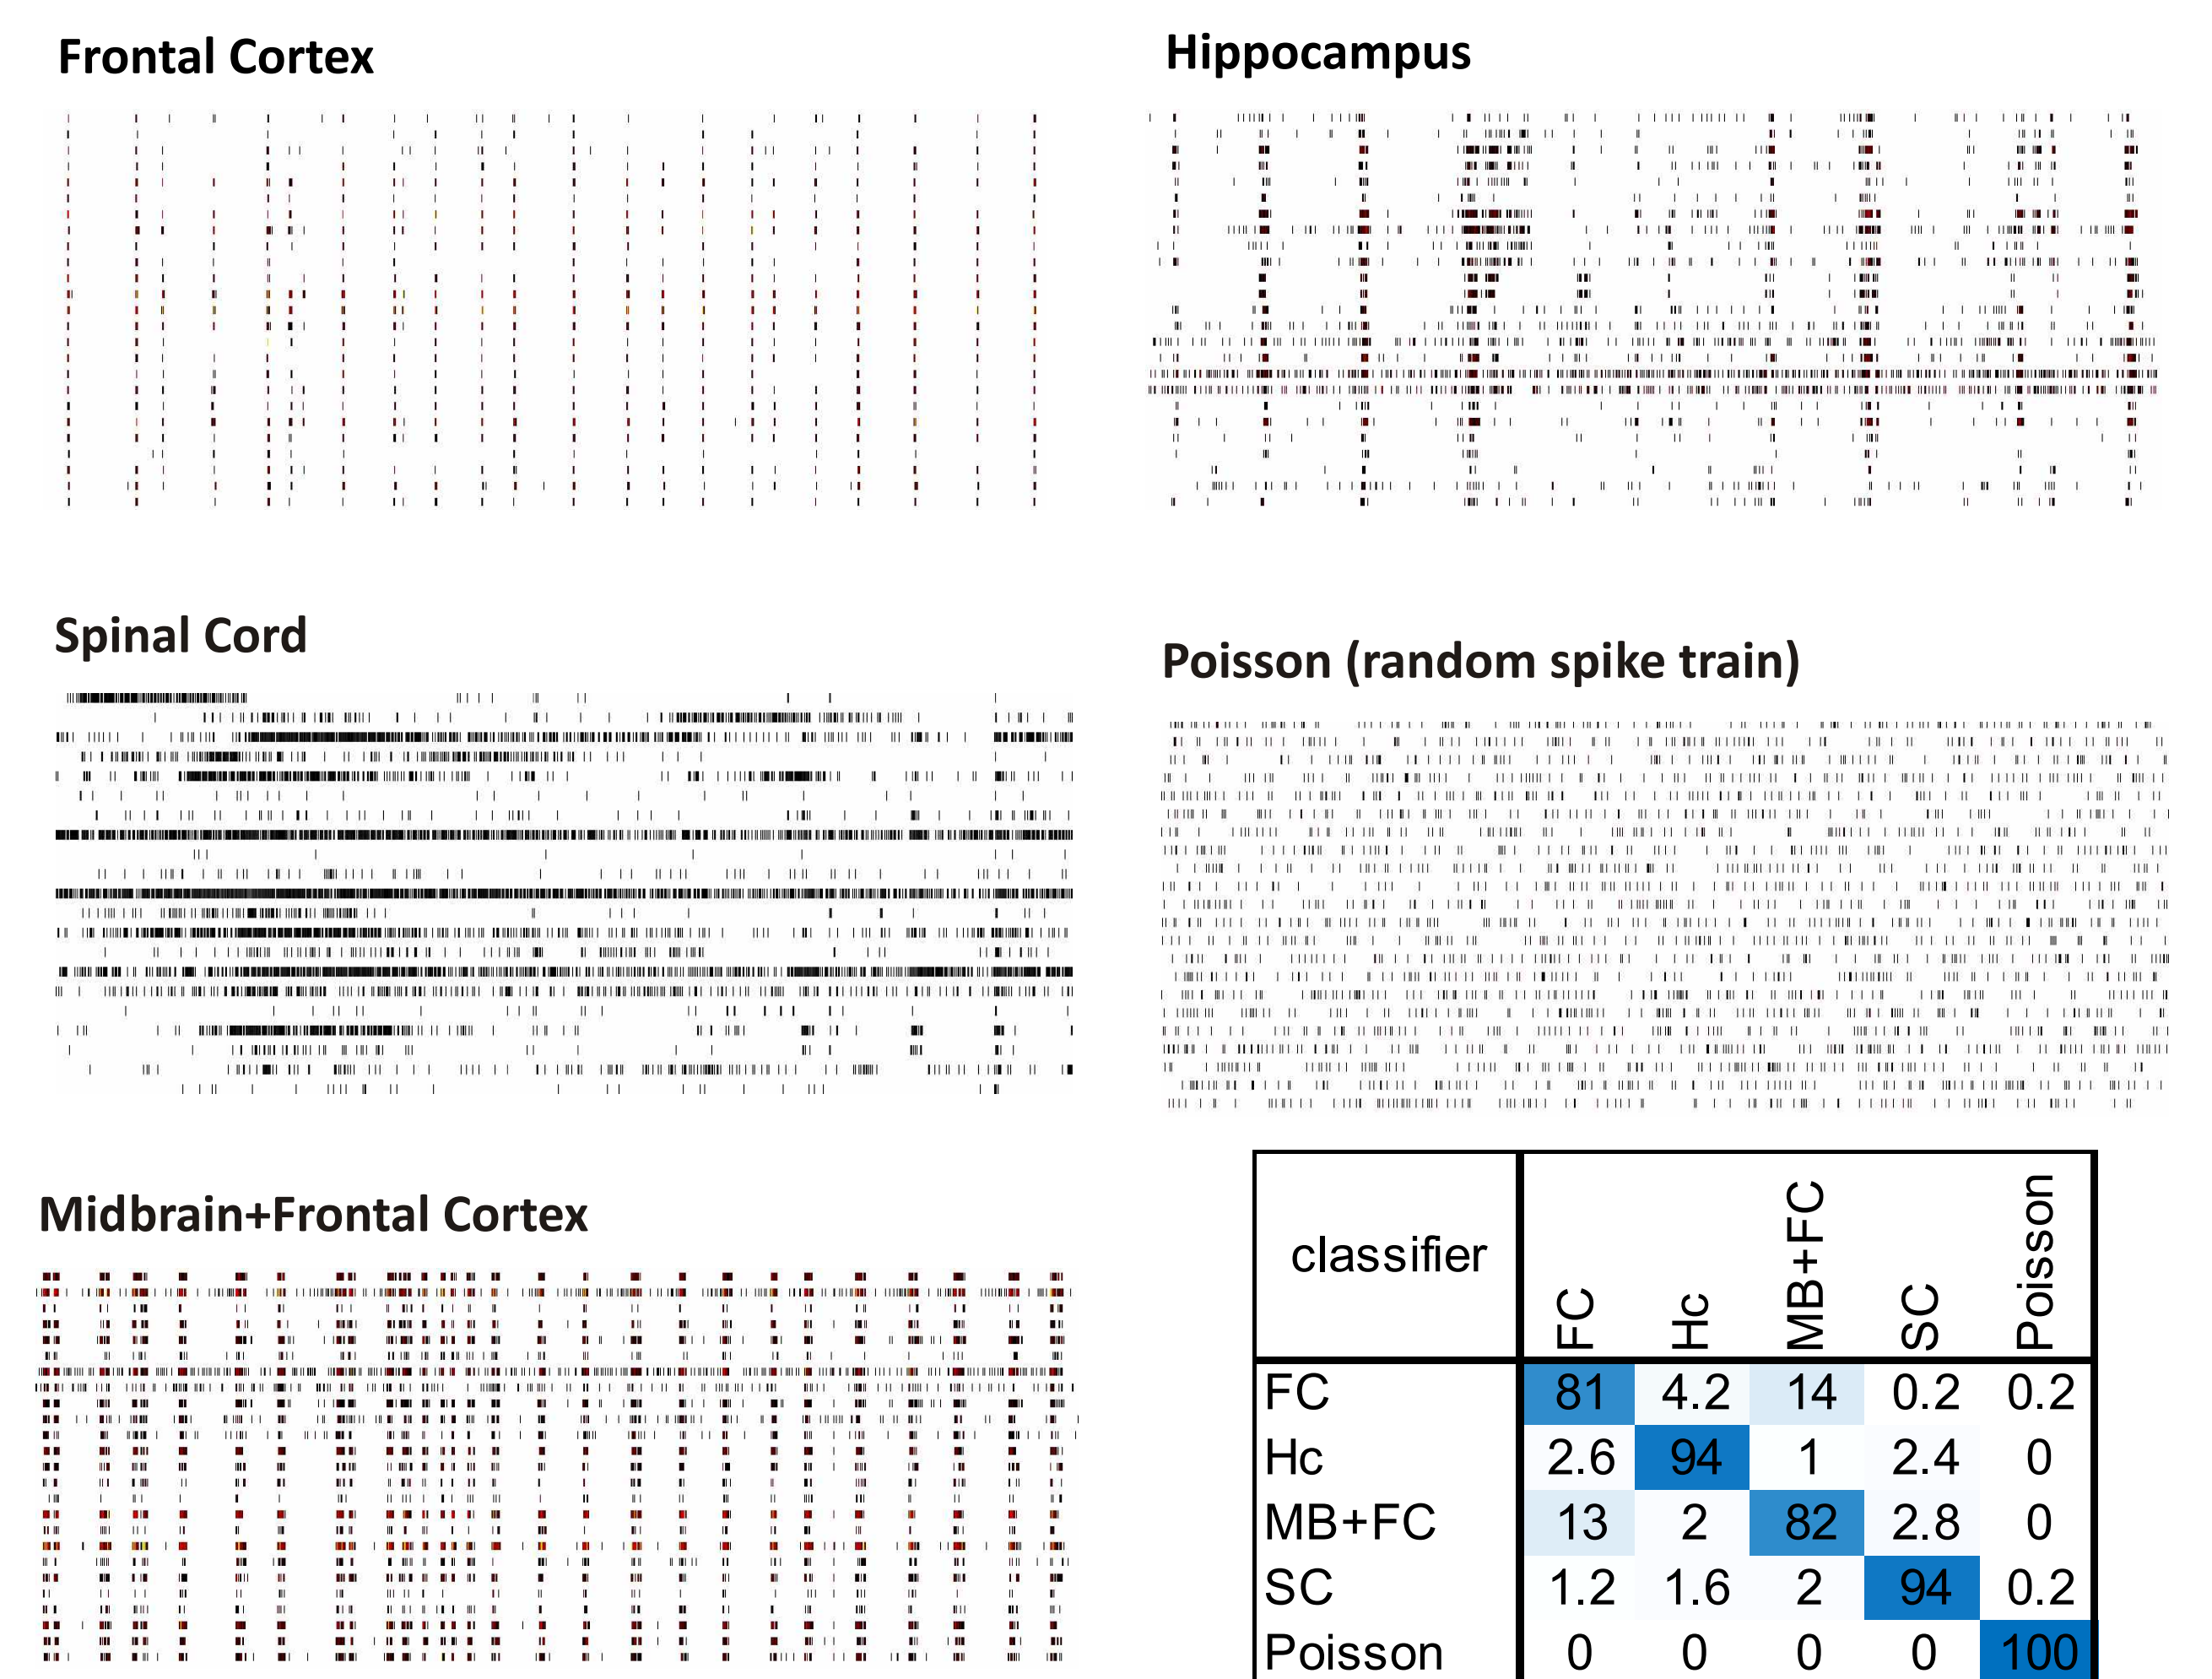 Frontal Cortex
Hippocampus
Spinal Cord
Poisson (random spike train)
Midbrain+Frontal Cortex
classifier FC Hc MB+FC SC Poisson
FC 81 4.2 14 0.2 0.2
Hc 2.6 94 1 2.4 0
MB+FC 13 2 82 2.8 0
SC 1.2 1.6 2 94 0.2
Poisson 0 0 0 0 100